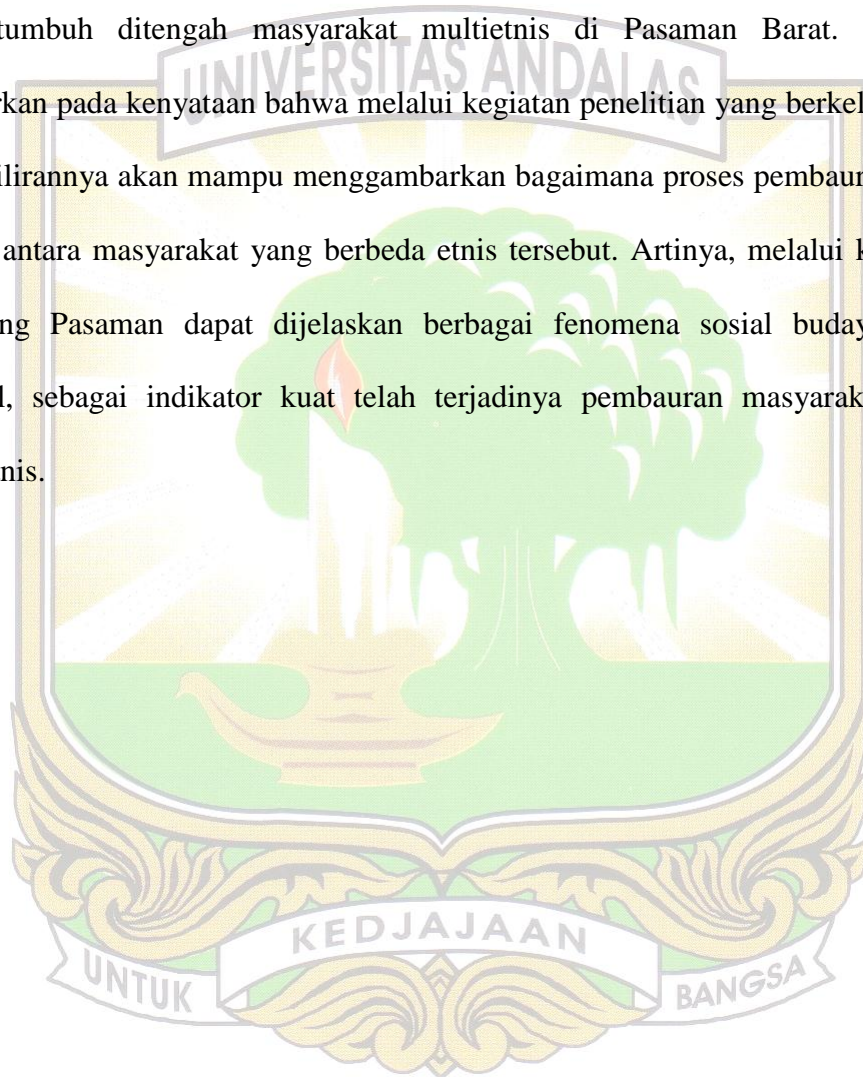 tumbuh ditengah masyarakat multietnis di Pasaman Barat.
UNIVERSITAS ANDALAS
rkan pada kenyataan bahwa melalui kegiatan penelitian yang berkel
ilirannya akan mampu menggambarkan bagaimana proses pembaur
antara masyarakat yang berbeda etnis tersebut. Artinya, melalui k
ng Pasaman dapat dijelaskan berbagai fenomena sosial buday
l, sebagai indikator kuat telah terjadinya pembauran masyarak
nis.
KEDJAJAAN
UNTUK BANGSA